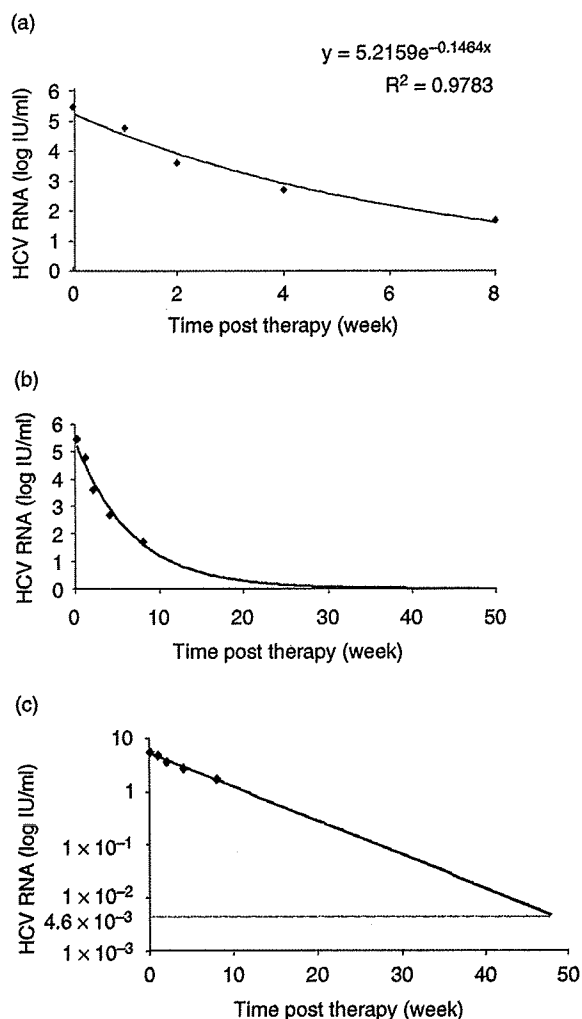 (a)
y = 5.2159e^–0.1464x
R² = 0.9783
HCV RNA (log IU/ml)
6
5
4
3
2
1
0
0 2 4 6 8
Time post therapy (week)
(b)
HCV RNA (log IU/ml)
6
5
4
3
2
1
0
0 10 20 30 40 50
Time post therapy (week)
(c)
HCV RNA (log IU/ml)
10
1
1 × 10⁻¹
1 × 10⁻²
4.6 × 10⁻³
1 × 10⁻³
0 10 20 30 40 50
Time post therapy (week)